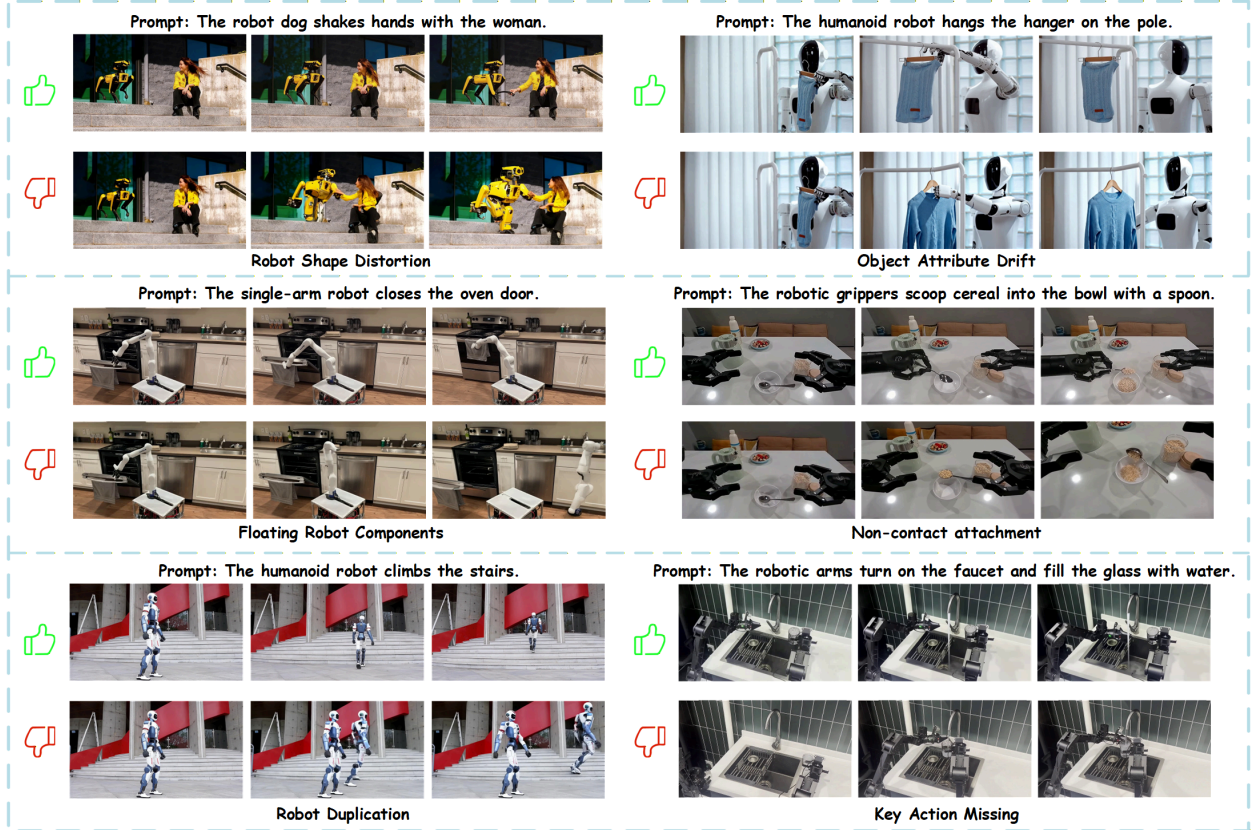 Prompt: The robot dog shakes hands with the woman.
Robot Shape Distortion
Prompt: The humanoid robot hangs the hanger on the pole.
Object Attribute Drift
Prompt: The single-arm robot closes the oven door.
Floating Robot Components
Prompt: The robotic grippers scoop cereal into the bowl with a spoon.
Non-contact attachment
Prompt: The humanoid robot climbs the stairs.
Robot Duplication
Prompt: The robotic arms turn on the faucet and fill the glass with water.
Key Action Missing